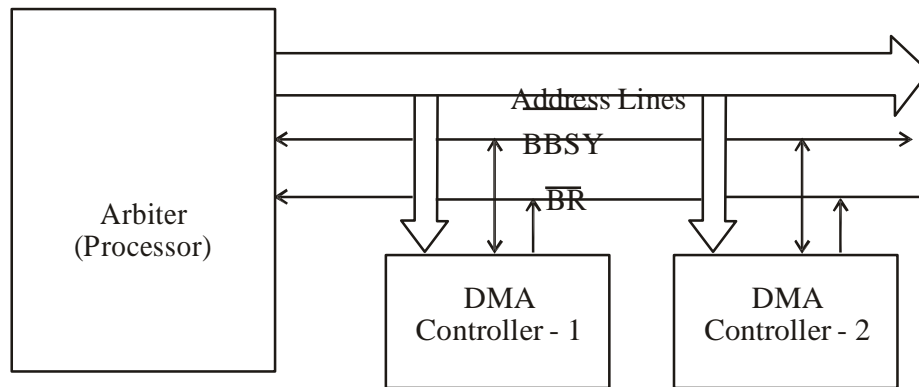 Address Lines
BBSY
BR
Arbiter
(Processor)
DMA
Controller - 1
DMA
Controller - 2